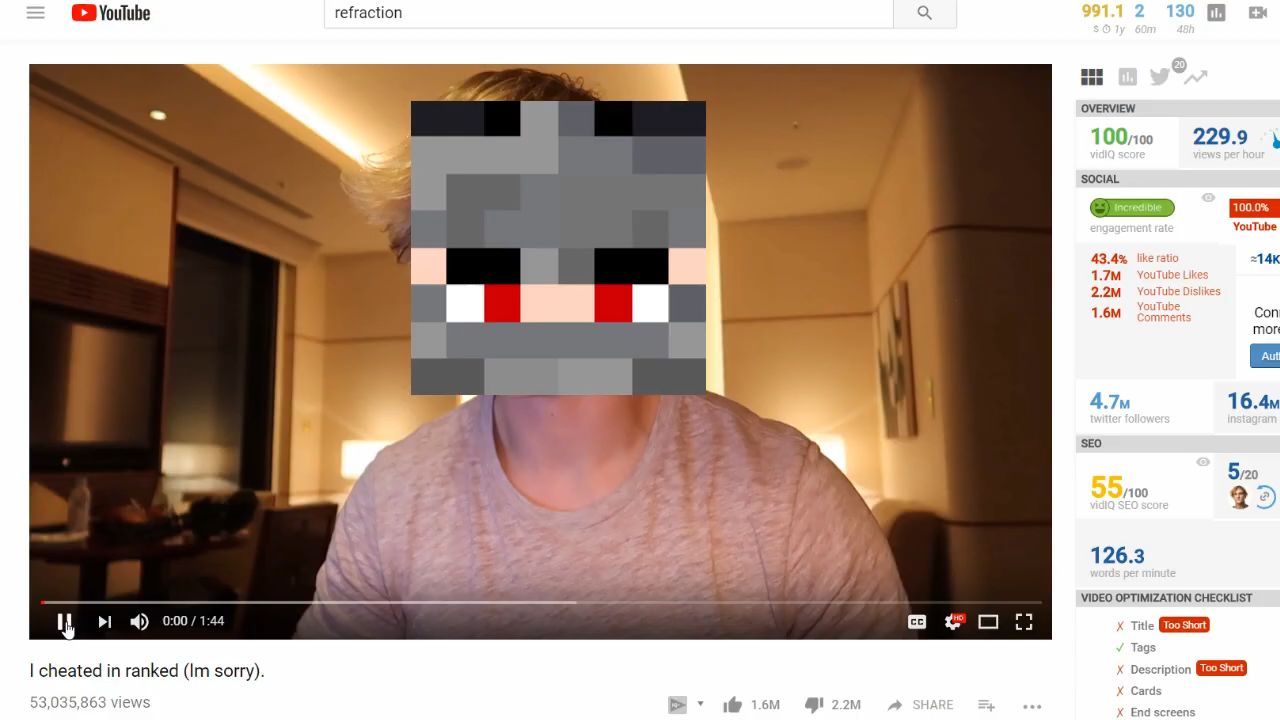 YouTube
refraction
991.1 2 130
$ 1y 60m 48h
20
OVERVIEW
100/100
vidIQ score
229.9
views per hour
SOCIAL
Incredible
engagement rate
100.0%
YouTube
43.4% like ratio
1.7M YouTube Likes
2.2M YouTube Dislikes
1.6M YouTube
Comments
≈14K
4.7M
twitter followers
16.4M
instagram
SEO
55/100
vidIQ SEO score
5/20
126.3
words per minute
VIDEO OPTIMIZATION CHECKLIST
✗ Title Too Short
✓ Tags
✗ Description Too Short
✗ Cards
✗ End screens
0:00 / 1:44
CC
HD
I cheated in ranked (Im sorry).
53,035,863 views
1.6M
2.2M
SHARE